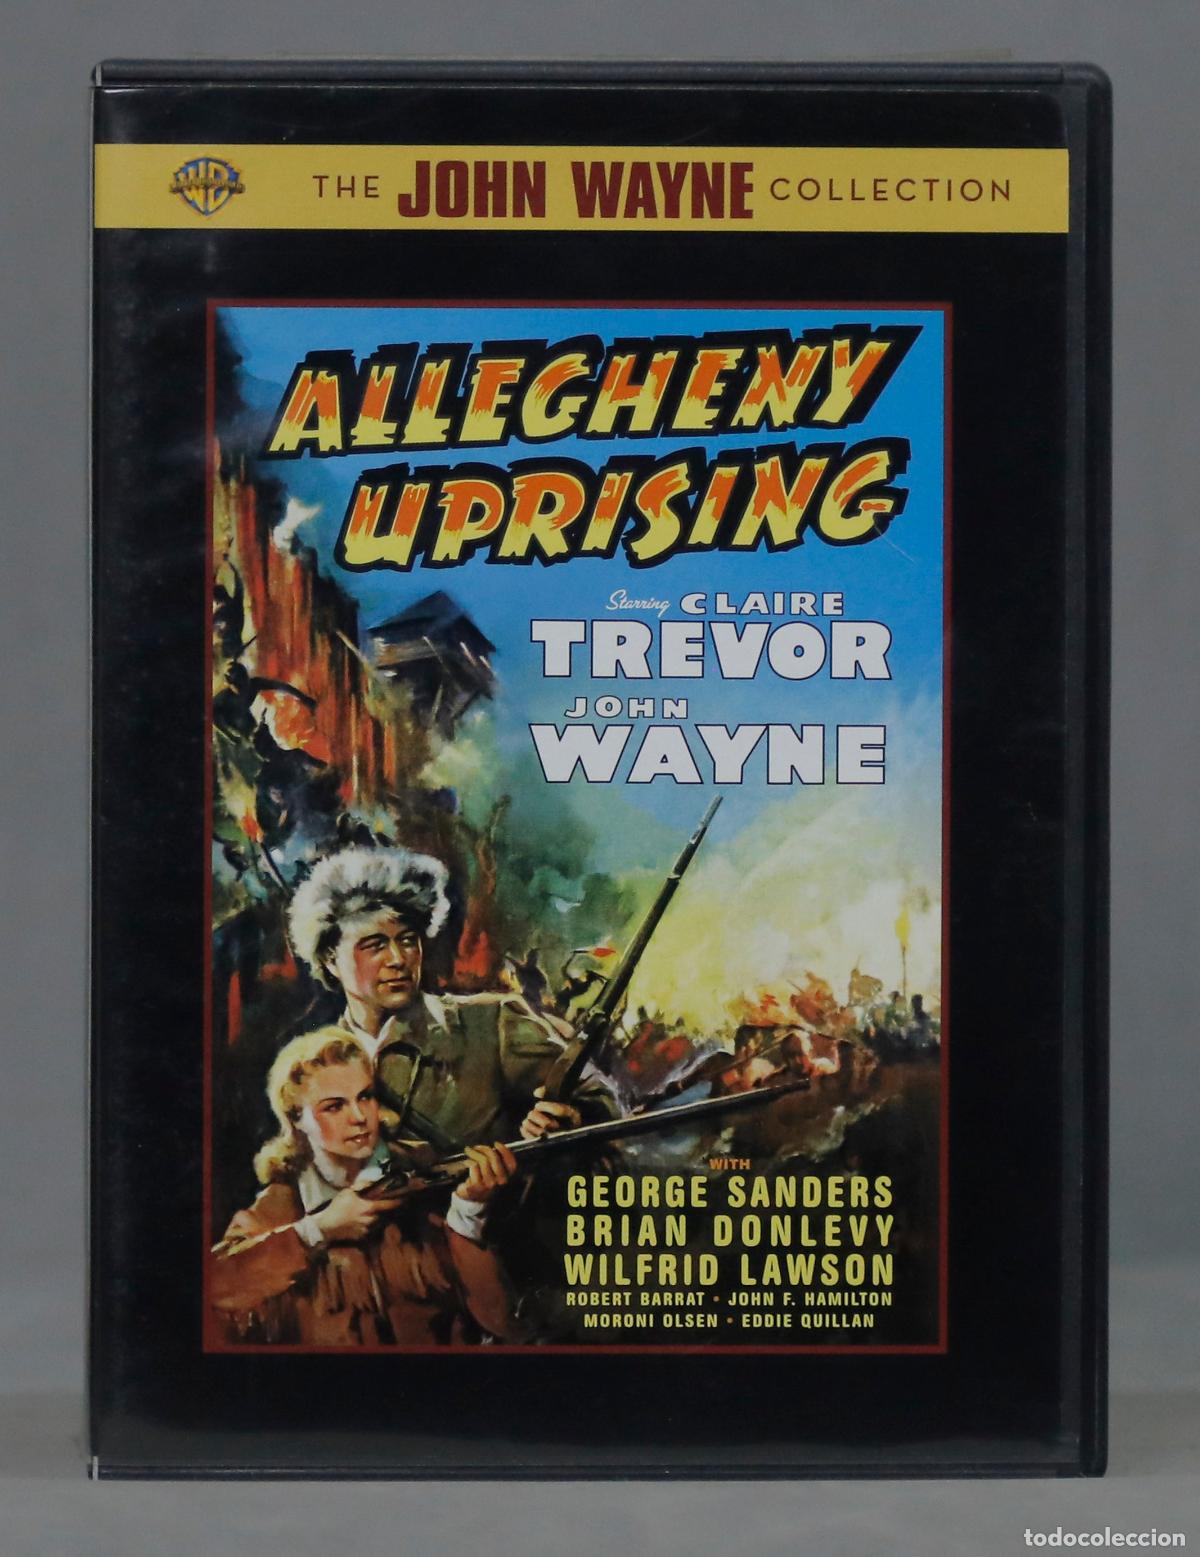 WB
THE JOHN WAYNE COLLECTION
ALLEGHENY
UPRISING
Starring CLAIRE
TREVOR
JOHN
WAYNE
WITH
GEORGE SANDERS
BRIAN DONLEVY
WILFRID LAWSON
ROBERT BARRAT • JOHN F. HAMILTON
MORONI OLSEN • EDDIE QUILLAN
todocoleccion